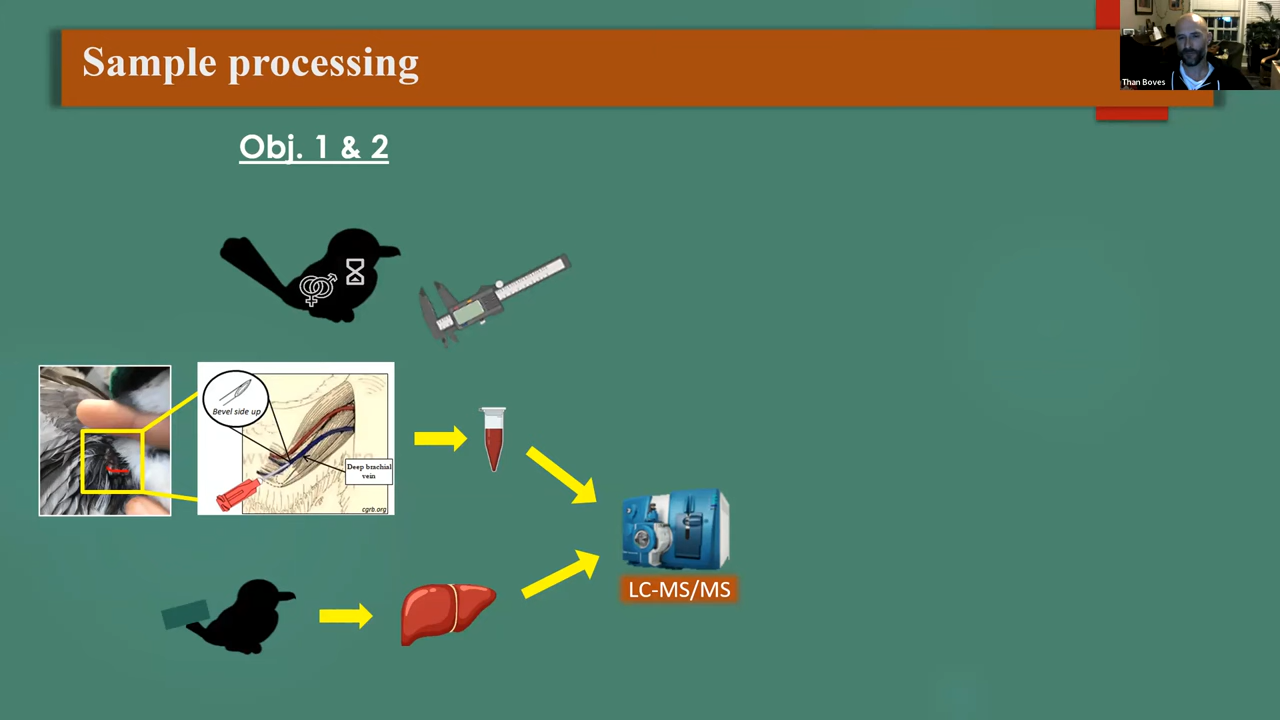 Sample processing
Than Boves
Obj. 1 & 2
Bevel side up
Deep brachial
vein
cgrb.org
LC-MS/MS